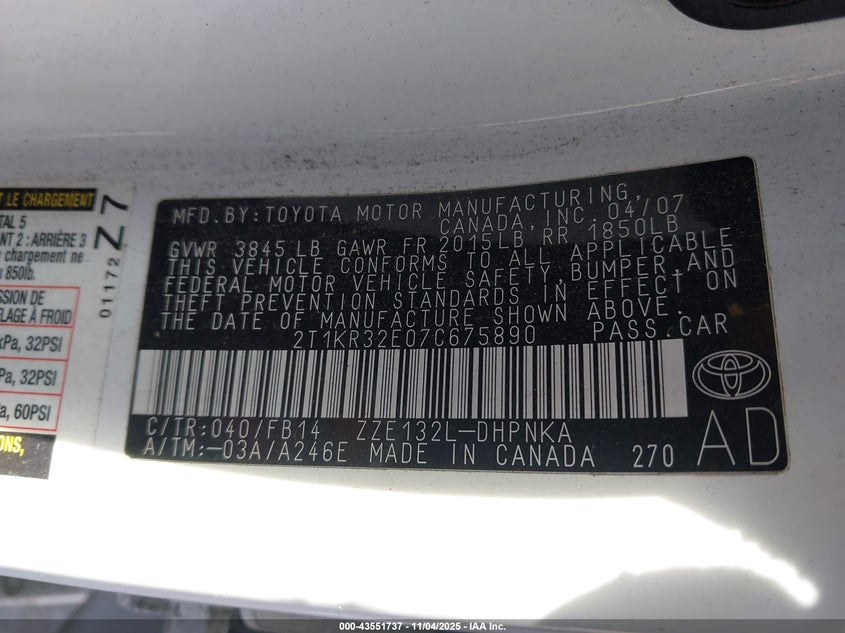 T LE CHARGEMENT
TAL 5
NT 2 : ARRIÈRE 3
u chargement ne
u 850lb.
SSION DE
LAGE À FROID
kPa, 32PSI
Pa, 32PSI
a, 60PSI
ONS,
01172 Z7
MFD. BY: TOYOTA MOTOR MANUFACTURING,
CANADA, INC. 04/07
GVWR 3845 LB GAWR FR 2015LB RR 1850LB
THIS VEHICLE CONFORMS TO ALL APPLICABLE
FEDERAL MOTOR VEHICLE SAFETY, BUMPER, AND
THEFT PREVENTION STANDARDS IN EFFECT ON
THE DATE OF MANUFACTURE SHOWN ABOVE.
2T1KR32E07C675890 PASS. CAR
C/TR: 040/FB14 ZZE132L-DHPNKA
A/TM: -03A/A246E MADE IN CANADA 270
AD
000-43551737 - 11/04/2025 - IAA Inc.